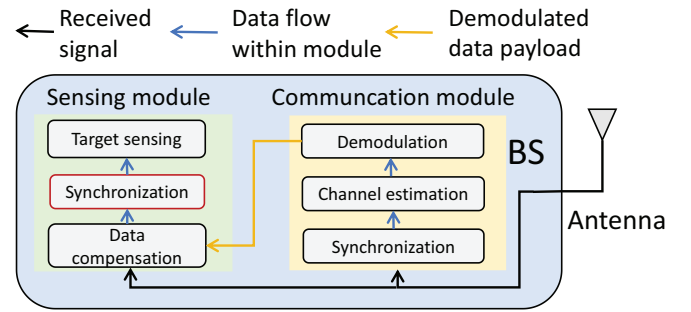 Received
signal
Data flow
within module
Demodulated
data payload
Sensing module
Target sensing
Synchronization
Data
compensation
Communcation module
Demodulation
Channel estimation
Synchronization
BS
Antenna